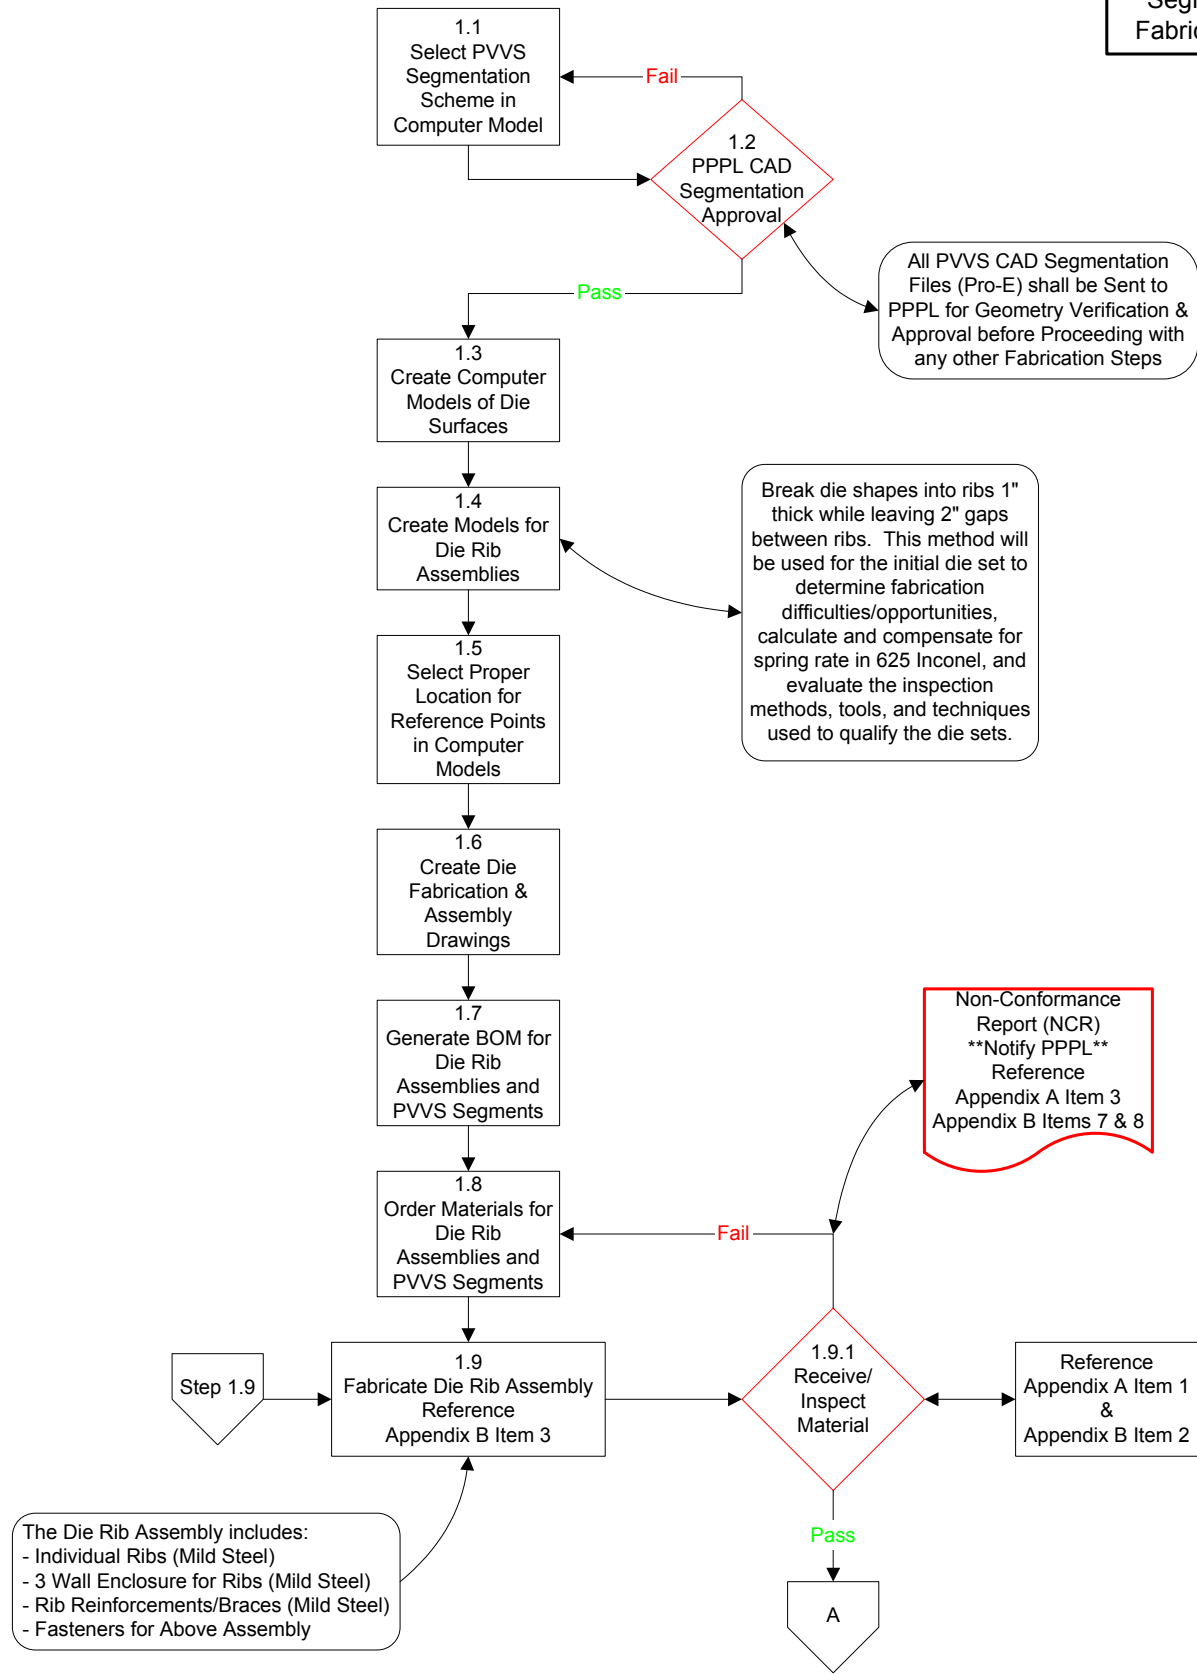 1.1
Select PVVS
Segmentation
Scheme in
Computer Model
Fail
1.2
PPPL CAD
Segmentation
Approval
All PVVS CAD Segmentation
Files (Pro-E) shall be Sent to
PPPL for Geometry Verification &
Approval before Proceeding with
any other Fabrication Steps
Pass
1.3
Create Computer
Models of Die
Surfaces
1.4
Create Models for
Die Rib
Assemblies
Break die shapes into ribs 1"
thick while leaving 2" gaps
between ribs. This method will
be used for the initial die set to
determine fabrication
difficulties/opportunities,
calculate and compensate for
spring rate in 625 Inconel, and
evaluate the inspection
methods, tools, and techniques
used to qualify the die sets.
1.5
Select Proper
Location for
Reference Points
in Computer
Models
1.6
Create Die
Fabrication &
Assembly
Drawings
1.7
Generate BOM for
Die Rib
Assemblies and
PVVS Segments
Non-Conformance
Report (NCR)
**Notify PPPL**
Reference
Appendix A Item 3
Appendix B Items 7 & 8
1.8
Order Materials for
Die Rib
Assemblies and
PVVS Segments
Fail
Step 1.9
1.9
Fabricate Die Rib Assembly
Reference
Appendix B Item 3
1.9.1
Receive/
Inspect
Material
Reference
Appendix A Item 1
&
Appendix B Item 2
The Die Rib Assembly includes:
- Individual Ribs (Mild Steel)
- 3 Wall Enclosure for Ribs (Mild Steel)
- Rib Reinforcements/Braces (Mild Steel)
- Fasteners for Above Assembly
Pass
A